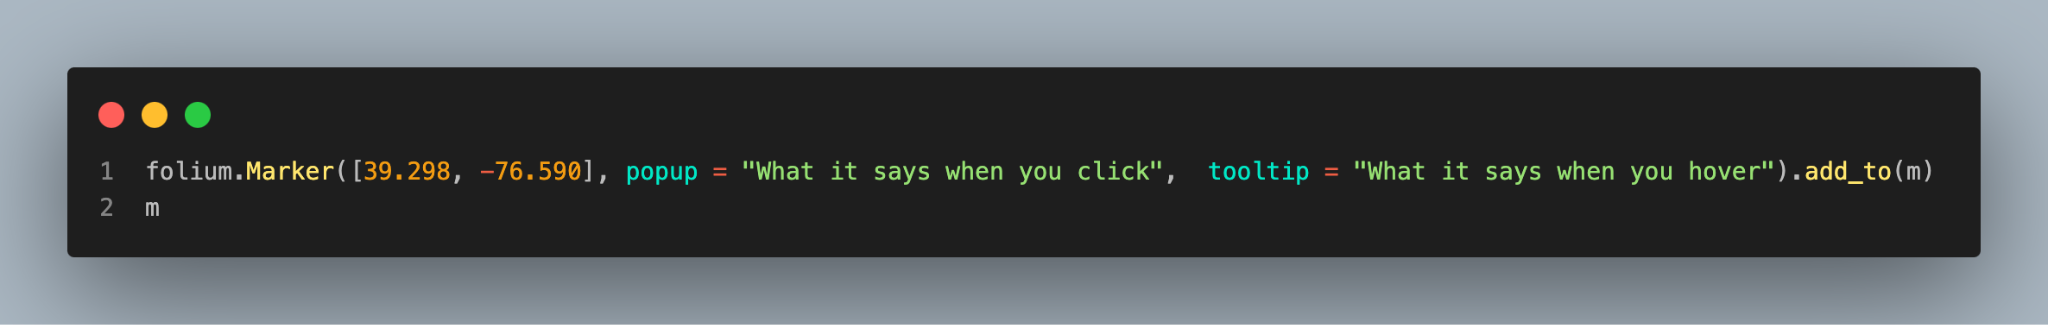 1 folium.Marker([39.298, -76.590], popup = "What it says when you click",  tooltip = "What it says when you hover").add_to(m)
2 m